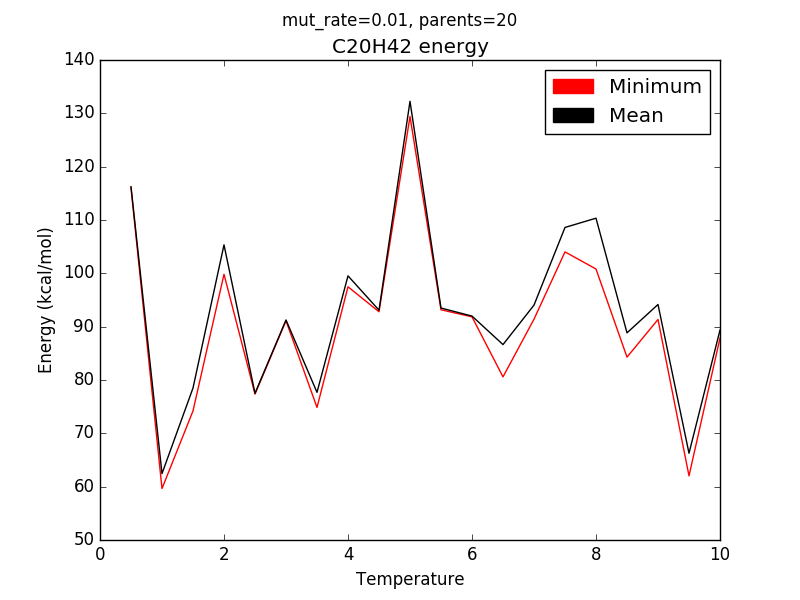 mut_rate=0.01, parents=20
C20H42 energy
140
130
120
110
100
90
80
70
60
50
Energy (kcal/mol)
Minimum
Mean
0
2
4
6
8
10
Temperature